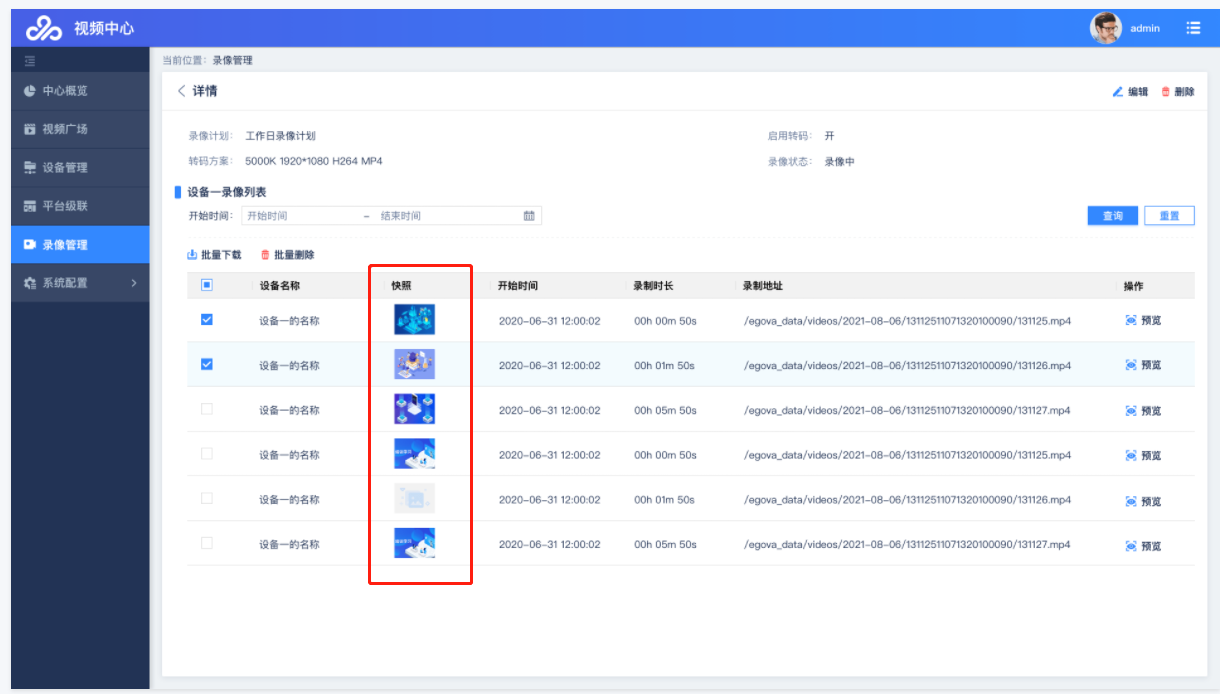 视频中心
admin
当前位置: 录像管理
中心概览
视频广场
设备管理
平台级联
录像管理
系统配置
详情
编辑 删除
录像计划: 工作日录像计划 启用转码: 开
转码方案: 5000K 1920*1080 H264 MP4 录像状态: 录像中
设备一录像列表
开始时间: 开始时间 – 结束时间 查询 重置
批量下载 批量删除
设备名称 快照 开始时间 录制时长 录制地址 操作
设备一的名称 2020-06-31 12:00:02 00h 00m 50s /egova_data/videos/2021-08-06/13112511071320100090/131125.mp4 预览
设备一的名称 2020-06-31 12:00:02 00h 01m 50s /egova_data/videos/2021-08-06/13112511071320100090/131126.mp4 预览
设备一的名称 2020-06-31 12:00:02 00h 05m 50s /egova_data/videos/2021-08-06/13112511071320100090/131127.mp4 预览
设备一的名称 2020-06-31 12:00:02 00h 00m 50s /egova_data/videos/2021-08-06/13112511071320100090/131125.mp4 预览
设备一的名称 2020-06-31 12:00:02 00h 01m 50s /egova_data/videos/2021-08-06/13112511071320100090/131126.mp4 预览
设备一的名称 2020-06-31 12:00:02 00h 05m 50s /egova_data/videos/2021-08-06/13112511071320100090/131127.mp4 预览